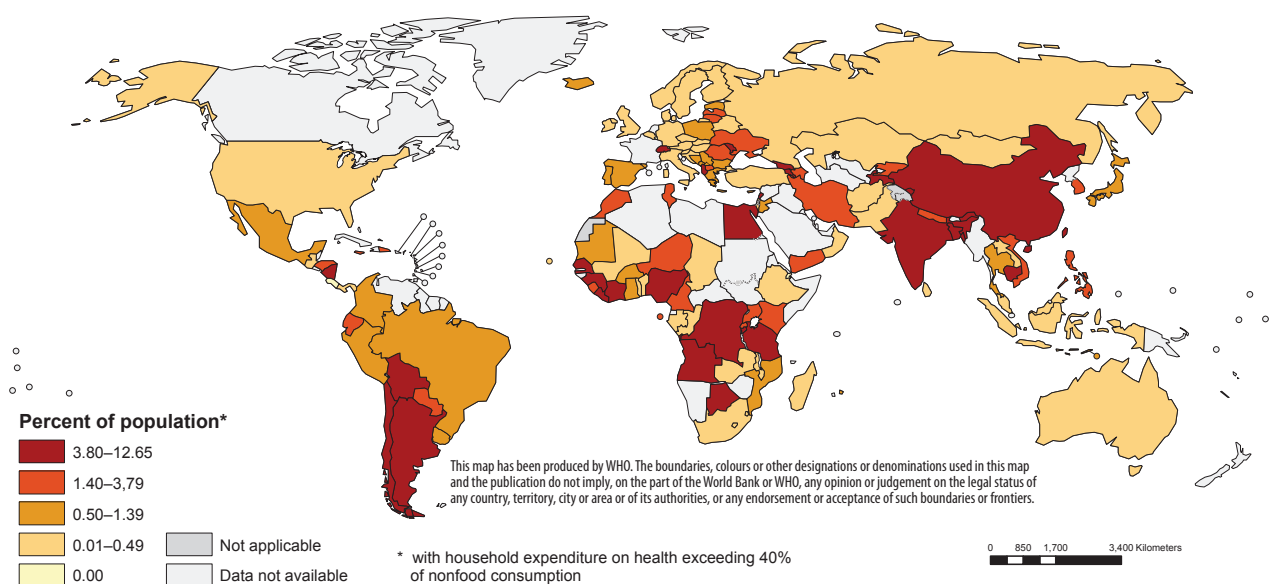 Percent of population*
3.80–12.65
1.40–3,79
0.50–1.39
0.01–0.49
0.00
Not applicable
Data not available
This map has been produced by WHO. The boundaries, colours or other designations or denominations used in this map
and the publication do not imply, on the part of the World Bank or WHO, any opinion or judgement on the legal status of
any country, territory, city or area or of its authorities, or any endorsement or acceptance of such boundaries or frontiers.
* with household expenditure on health exceeding 40%
of nonfood consumption
0 850 1,700 3,400 Kilometers